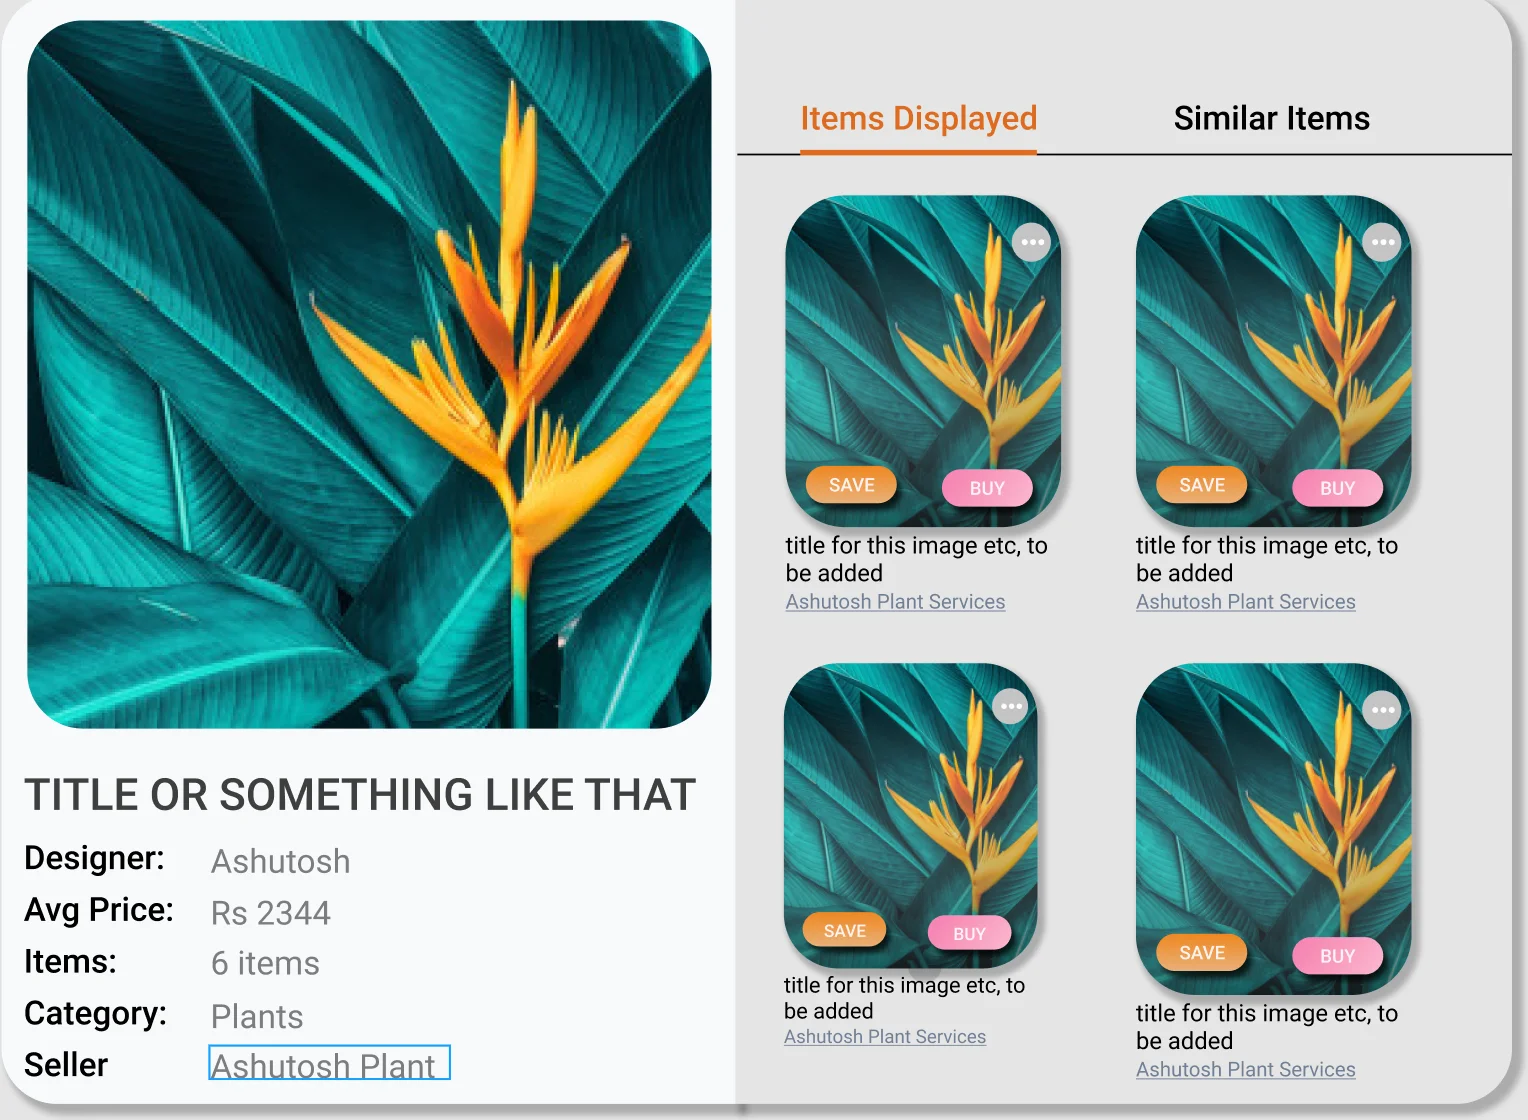 TITLE OR SOMETHING LIKE THAT
Designer: Ashutosh
Avg Price: Rs 2344
Items: 6 items
Category: Plants
Seller Ashutosh Plant
Items Displayed Similar Items
SAVE BUY
title for this image etc, to
be added
Ashutosh Plant Services
SAVE BUY
title for this image etc, to
be added
Ashutosh Plant Services
SAVE BUY
title for this image etc, to
be added
Ashutosh Plant Services
SAVE BUY
title for this image etc, to
be added
Ashutosh Plant Services